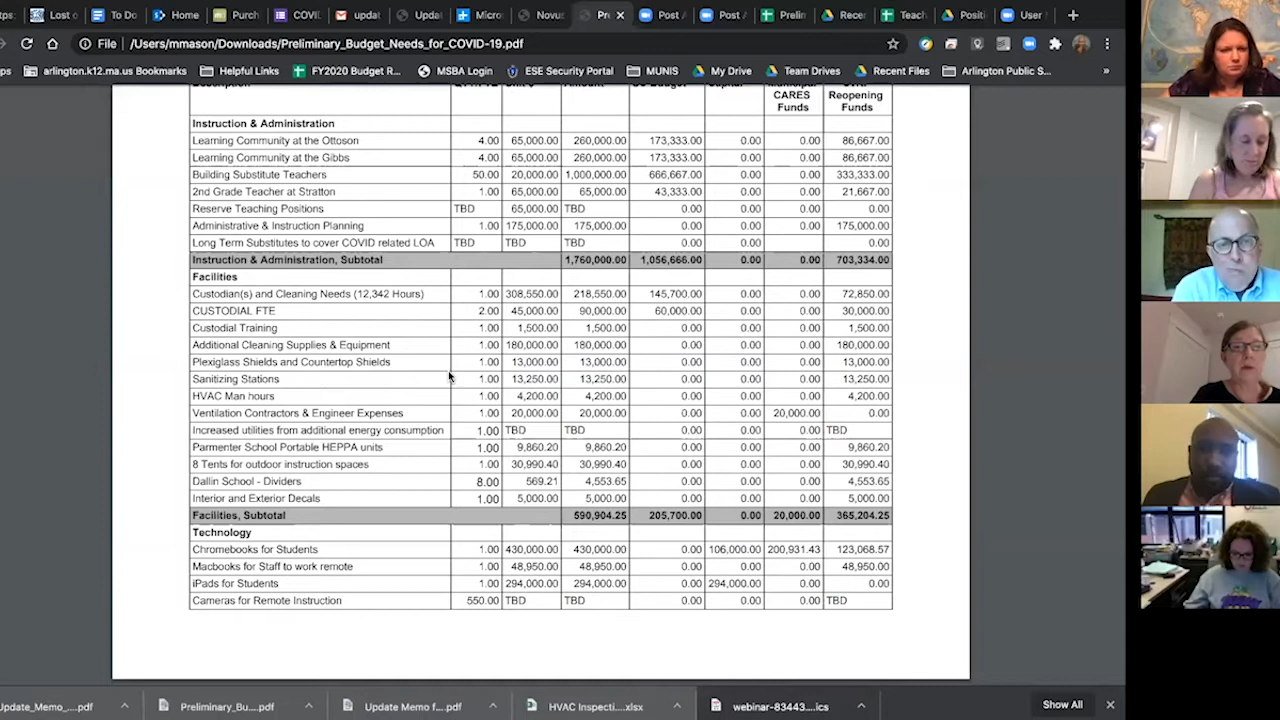 ps: Lost c To Do Home Purch COVI updat Upda Micro Novus Pre Post A Post A Prelin Recer Teach Positi User
File /Users/mmason/Downloads/Preliminary_Budget_Needs_for_COVID-19.pdf
ps arlington.k12.ma.us Bookmarks Helpful Links FY2020 Budget R... MSBA Login ESE Security Portal MUNIS My Drive Team Drives Recent Files Arlington Public S... »
CARES Reopening
Funds Funds
Instruction & Administration
Learning Community at the Ottoson 4.00 65,000.00 260,000.00 173,333.00 0.00 0.00 86,667.00
Learning Community at the Gibbs 4.00 65,000.00 260,000.00 173,333.00 0.00 0.00 86,667.00
Building Substitute Teachers 50.00 20,000.00 1,000,000.00 666,667.00 0.00 0.00 333,333.00
2nd Grade Teacher at Stratton 1.00 65,000.00 65,000.00 43,333.00 0.00 0.00 21,667.00
Reserve Teaching Positions TBD 65,000.00 TBD 0.00 0.00 0.00 0.00
Administrative & Instruction Planning 1.00 175,000.00 175,000.00 0.00 0.00 0.00 175,000.00
Long Term Substitutes to cover COVID related LOA TBD TBD TBD 0.00 0.00 0.00
Instruction & Administration, Subtotal 1,760,000.00 1,056,666.00 0.00 0.00 703,334.00
Facilities
Custodian(s) and Cleaning Needs (12,342 Hours) 1.00 308,550.00 218,550.00 145,700.00 0.00 0.00 72,850.00
CUSTODIAL FTE 2.00 45,000.00 90,000.00 60,000.00 0.00 0.00 30,000.00
Custodial Training 1.00 1,500.00 1,500.00 0.00 0.00 0.00 1,500.00
Additional Cleaning Supplies & Equipment 1.00 180,000.00 180,000.00 0.00 0.00 0.00 180,000.00
Plexiglass Shields and Countertop Shields 1.00 13,000.00 13,000.00 0.00 0.00 0.00 13,000.00
Sanitizing Stations 1.00 13,250.00 13,250.00 0.00 0.00 0.00 13,250.00
HVAC Man hours 1.00 4,200.00 4,200.00 0.00 0.00 0.00 4,200.00
Ventilation Contractors & Engineer Expenses 1.00 20,000.00 20,000.00 0.00 0.00 20,000.00 0.00
Increased utilities from additional energy consumption 1.00 TBD TBD 0.00 0.00 0.00 TBD
Parmenter School Portable HEPPA units 1.00 9,860.20 9,860.20 0.00 0.00 0.00 9,860.20
8 Tents for outdoor instruction spaces 1.00 30,990.40 30,990.40 0.00 0.00 0.00 30,990.40
Dallin School - Dividers 8.00 569.21 4,553.65 0.00 0.00 0.00 4,553.65
Interior and Exterior Decals 1.00 5,000.00 5,000.00 0.00 0.00 0.00 5,000.00
Facilities, Subtotal 590,904.25 205,700.00 0.00 20,000.00 365,204.25
Technology
Chromebooks for Students 1.00 430,000.00 430,000.00 0.00 106,000.00 200,931.43 123,068.57
Macbooks for Staff to work remote 1.00 48,950.00 48,950.00 0.00 0.00 0.00 48,950.00
iPads for Students 1.00 294,000.00 294,000.00 0.00 294,000.00 0.00 0.00
Cameras for Remote Instruction 550.00 TBD TBD 0.00 0.00 0.00 TBD
Update_Memo_....pdf Preliminary_Bu....pdf Update Memo f....pdf HVAC Inspecti....xlsx webinar-83443....ics Show All